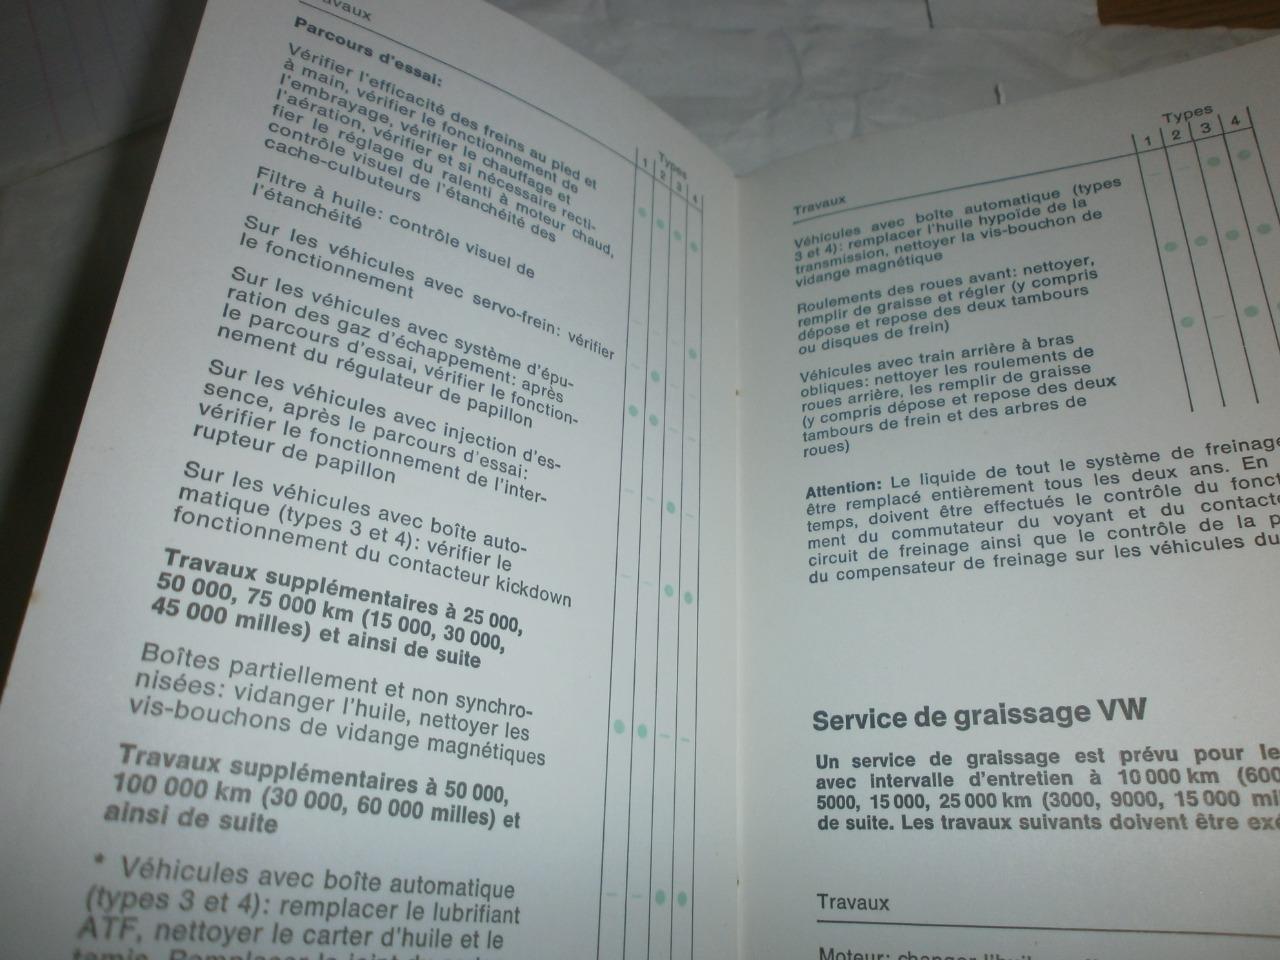 Parcours d'essai:
Types
1 2 3 4
Vérifier l'efficacité des freins au pied et
à main, vérifier le fonctionnement de
l'embrayage, vérifier le chauffage et
l'aération, vérifier et si nécessaire recti-
fier le réglage du ralenti à moteur chaud,
contrôle visuel de l'étanchéité des
cache-culbuteurs
Filtre à huile: contrôle visuel de
l'étanchéité
Sur les véhicules avec servo-frein: vérifier
le fonctionnement
Sur les véhicules avec système d'épu-
ration des gaz d'échappement: après
le parcours d'essai, vérifier le fonction-
nement du régulateur de papillon
Sur les véhicules avec injection d'es-
sence, après le parcours d'essai:
vérifier le fonctionnement de l'inter-
rupteur de papillon
Sur les véhicules avec boîte auto-
matique (types 3 et 4): vérifier le
fonctionnement du contacteur kickdown
Travaux supplémentaires à 25 000,
50 000, 75 000 km (15 000, 30 000,
45 000 milles) et ainsi de suite
Boîtes partiellement et non synchro-
nisées: vidanger l'huile, nettoyer les
vis-bouchons de vidange magnétiques
Travaux supplémentaires à 50 000,
100 000 km (30 000, 60 000 milles) et
ainsi de suite
* Véhicules avec boîte automatique
(types 3 et 4): remplacer le lubrifiant
ATF, nettoyer le carter d'huile et le
Travaux
Types
1 2 3 4
Véhicules avec boîte automatique (types
3 et 4): remplacer l'huile hypoïde de la
transmission, nettoyer la vis-bouchon de
vidange magnétique
Roulements des roues avant: nettoyer,
remplir de graisse et régler (y compris
dépose et repose des deux tambours
ou disques de frein)
Véhicules avec train arrière à bras
obliques: nettoyer les roulements de
roues arrière, les remplir de graisse
(y compris dépose et repose des deux
tambours de frein et des arbres de
roues)
Attention: Le liquide de tout le système de freinage
être remplacé entièrement tous les deux ans. En
temps, doivent être effectués le contrôle du
ment du commutateur du voyant et du
circuit de freinage ainsi que le contrôle de la
du compensateur de freinage sur les véhicules du
Service de graissage VW
Un service de graissage est prévu pour
avec intervalle d'entretien à 10 000 km
5000, 15 000, 25 000 km (3000, 9000, 15 000
de suite. Les travaux suivants doivent être
Travaux
Moteur: